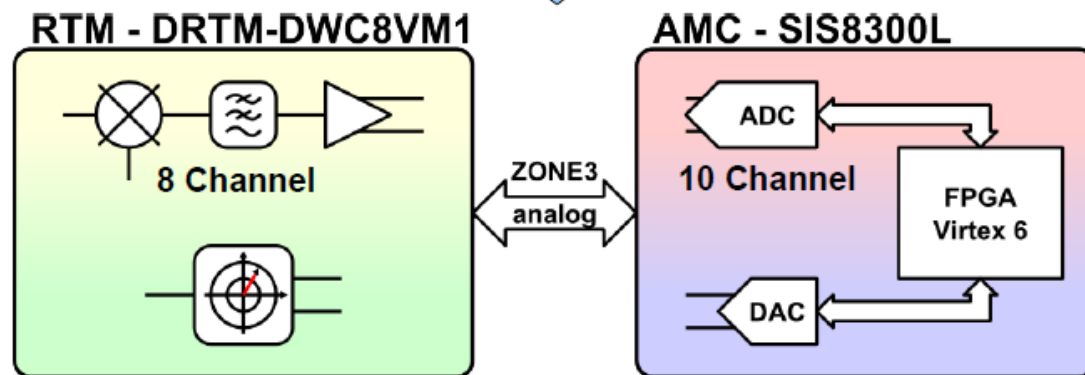 RTM - DRTM-DWC8VM1
AMC - SIS8300L
8 Channel
ZONE3
analog
ADC
10 Channel
FPGA
Virtex 6
DAC